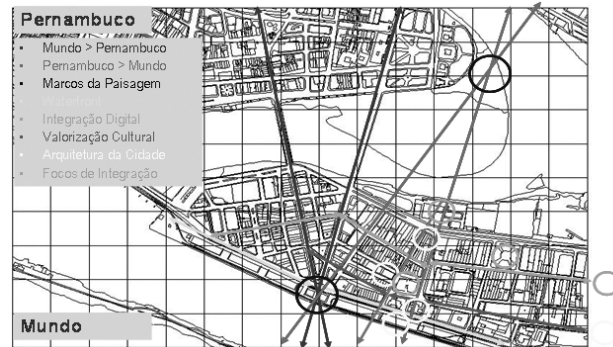 Pernambuco
Mundo > Pernambuco
Pernambuco > Mundo
Marcos da Paisagem
Waterfront
Integração Digital
Valorização Cultural
Arquitetura da Cidade
Focos de Integração
Mundo